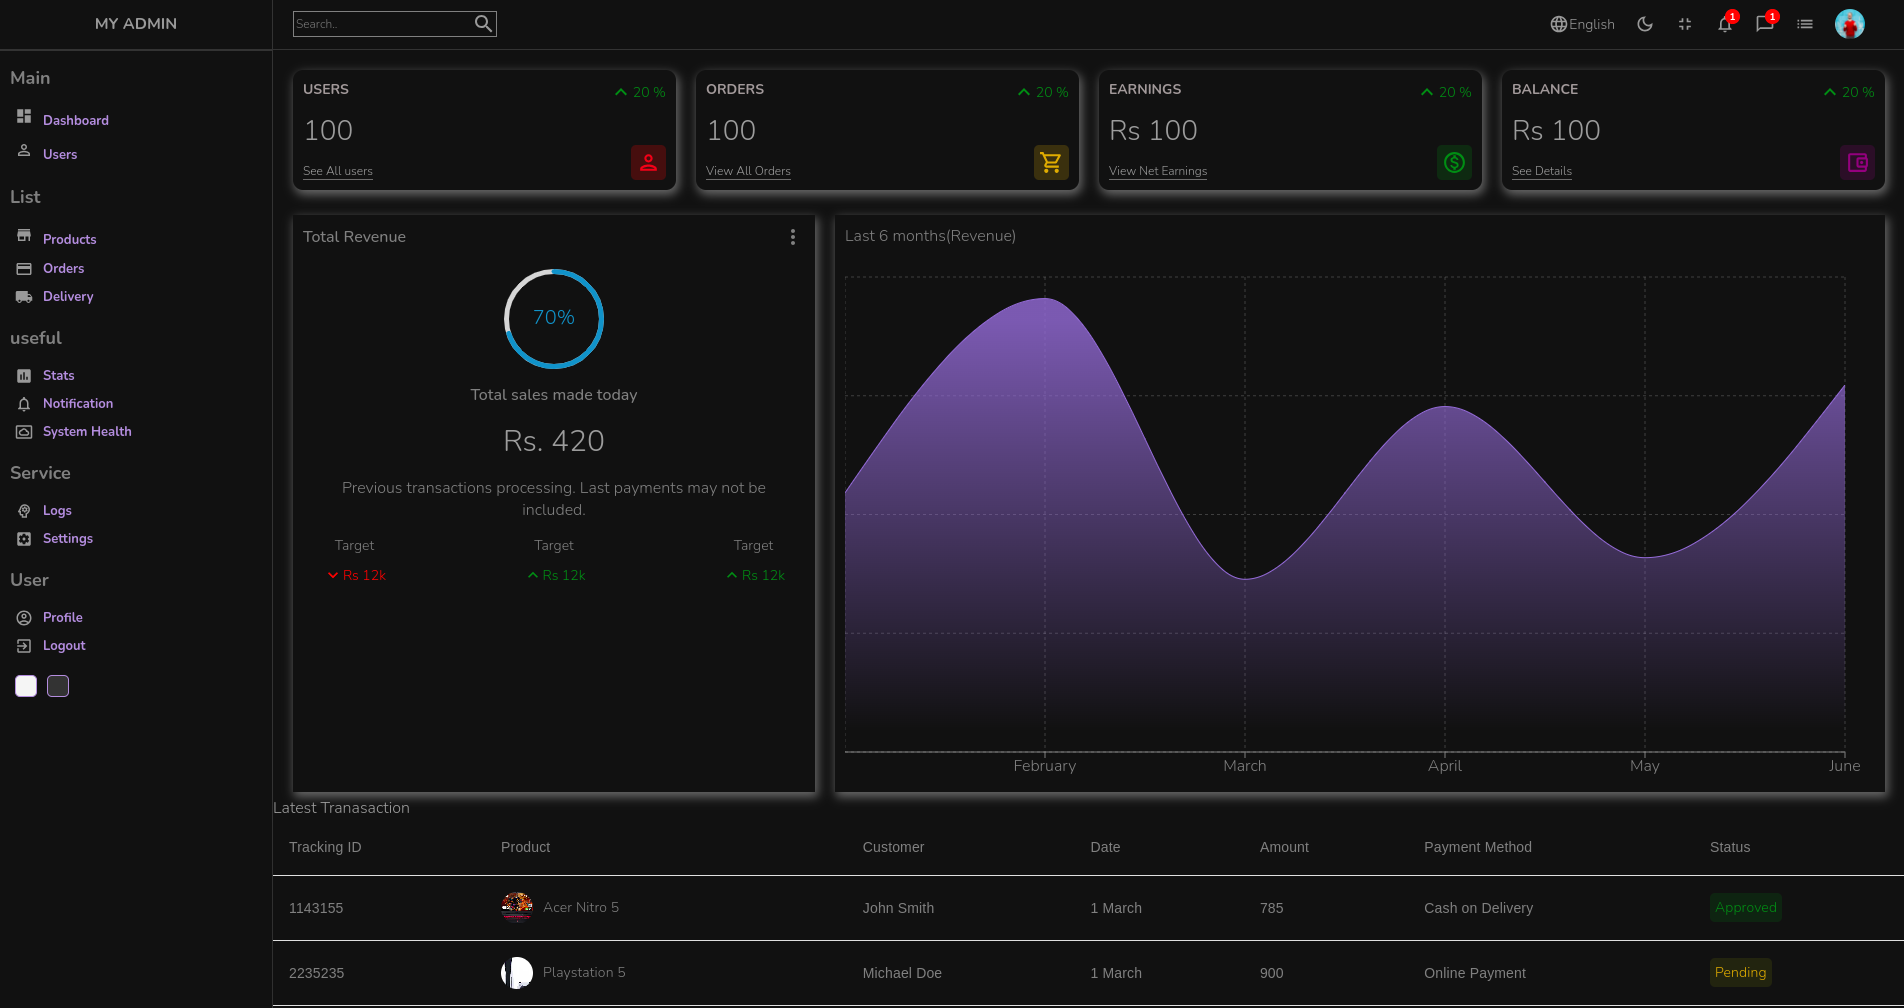 MY ADMIN
Search..
English
1
1
Main
Dashboard
Users
List
Products
Orders
Delivery
useful
Stats
Notification
System Health
Service
Logs
Settings
User
Profile
Logout
USERS
20 %
100
See All users
ORDERS
20 %
100
View All Orders
EARNINGS
20 %
Rs 100
View Net Earnings
BALANCE
20 %
Rs 100
See Details
Total Revenue
70%
Total sales made today
Rs. 420
Previous transactions processing. Last payments may not be
included.
Target Target Target
Rs 12k Rs 12k Rs 12k
Last 6 months(Revenue)
February March April May June
Latest Tranasaction
Tracking ID Product Customer Date Amount Payment Method Status
1143155 Acer Nitro 5 John Smith 1 March 785 Cash on Delivery Approved
2235235 Playstation 5 Michael Doe 1 March 900 Online Payment Pending